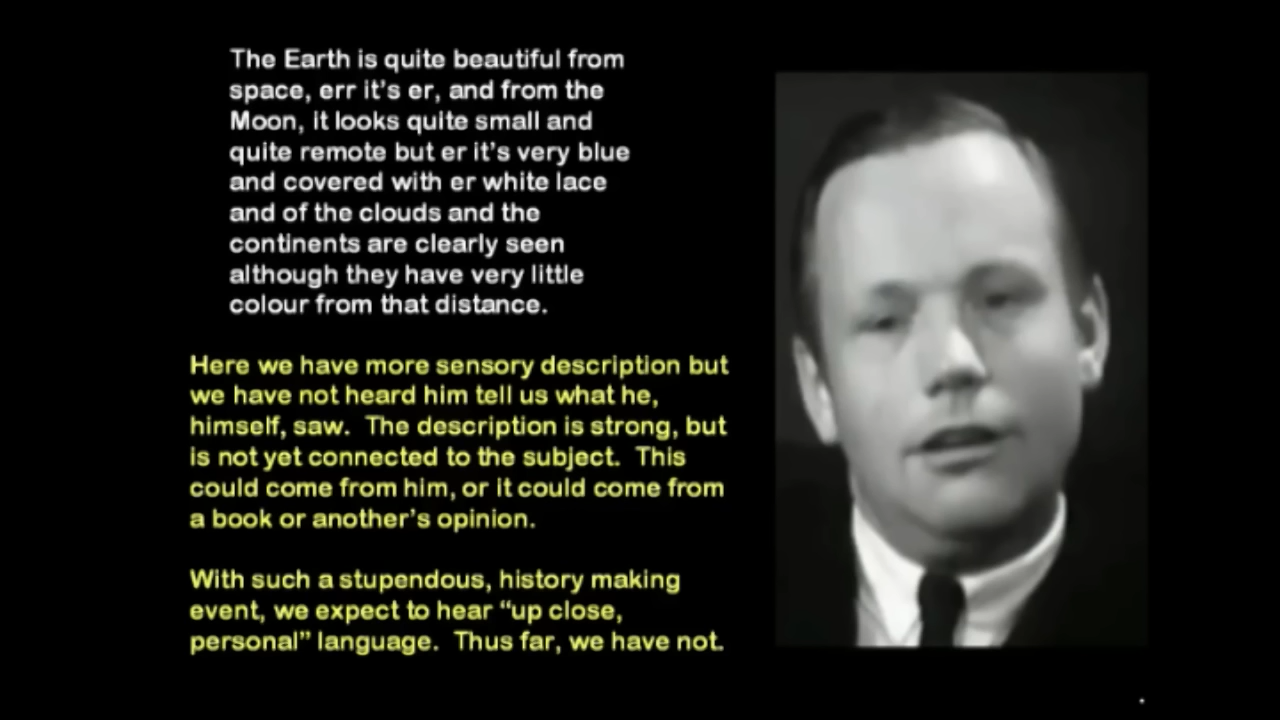 The Earth is quite beautiful from
space, err it's er, and from the
Moon, it looks quite small and
quite remote but er it's very blue
and covered with er white lace
and of the clouds and the
continents are clearly seen
although they have very little
colour from that distance.
Here we have more sensory description but
we have not heard him tell us what he,
himself, saw.  The description is strong, but
is not yet connected to the subject.  This
could come from him, or it could come from
a book or another's opinion.
With such a stupendous, history making
event, we expect to hear “up close,
personal” language.  Thus far, we have not.